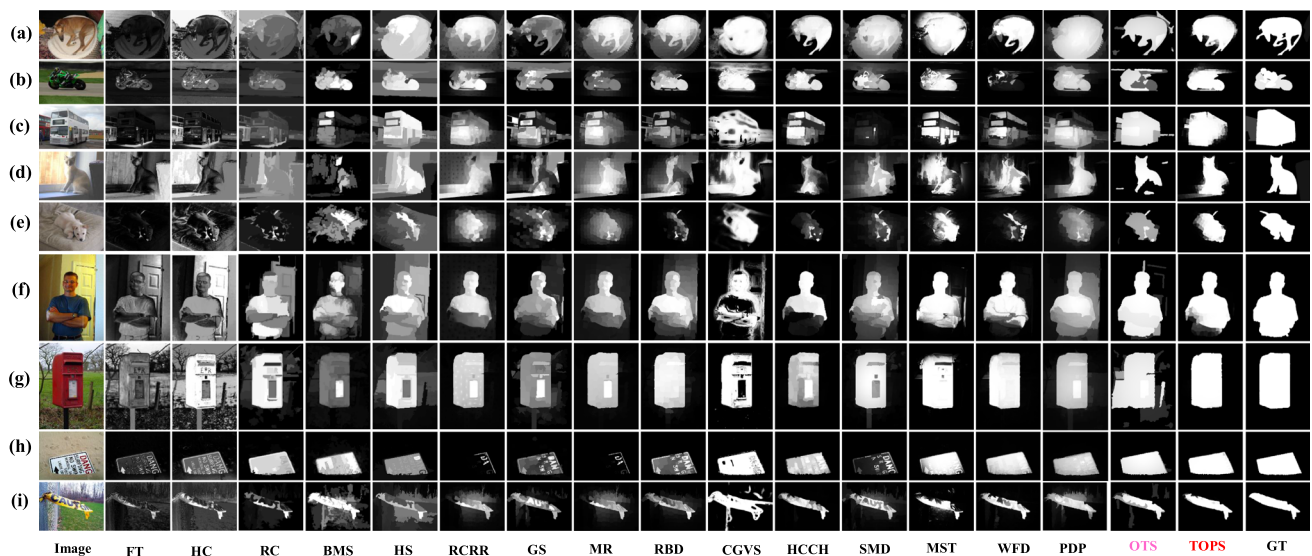 (a)
(b)
(c)
(d)
(e)
(f)
(g)
(h)
DANG
(i)
Image FT HC RC BMS HS RCRR GS MR RBD CGVS HCCH SMD MST WFD PDP OTS TOPS GT